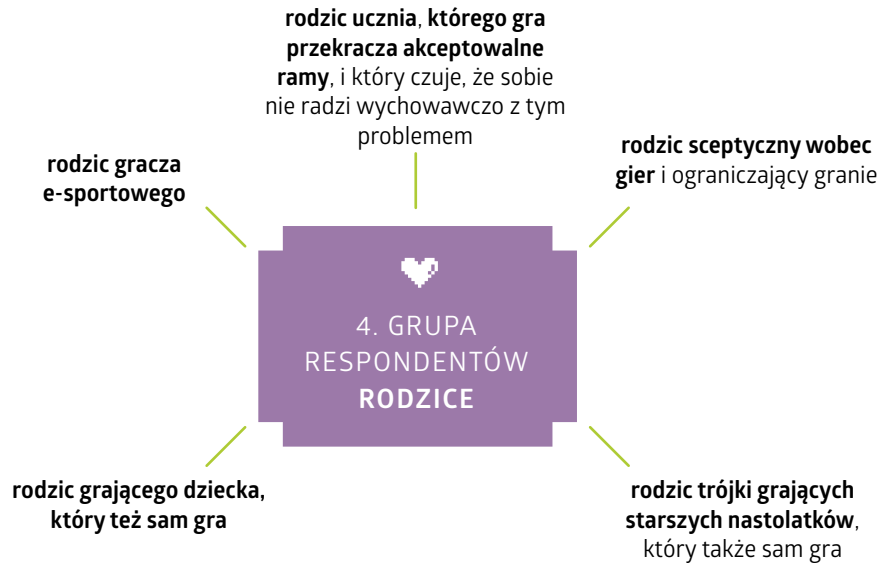 rodzic ucznia, którego gra
przekracza akceptowalne
ramy, i który czuje, że sobie
nie radzi wychowawczo z tym
problemem
rodzic gracza
e-sportowego
rodzic sceptyczny wobec
gier i ograniczający granie
4. GRUPA
RESPONDENTÓW
RODZICE
rodzic grającego dziecka,
który też sam gra
rodzic trójki grających
starszych nastolatków,
który także sam gra